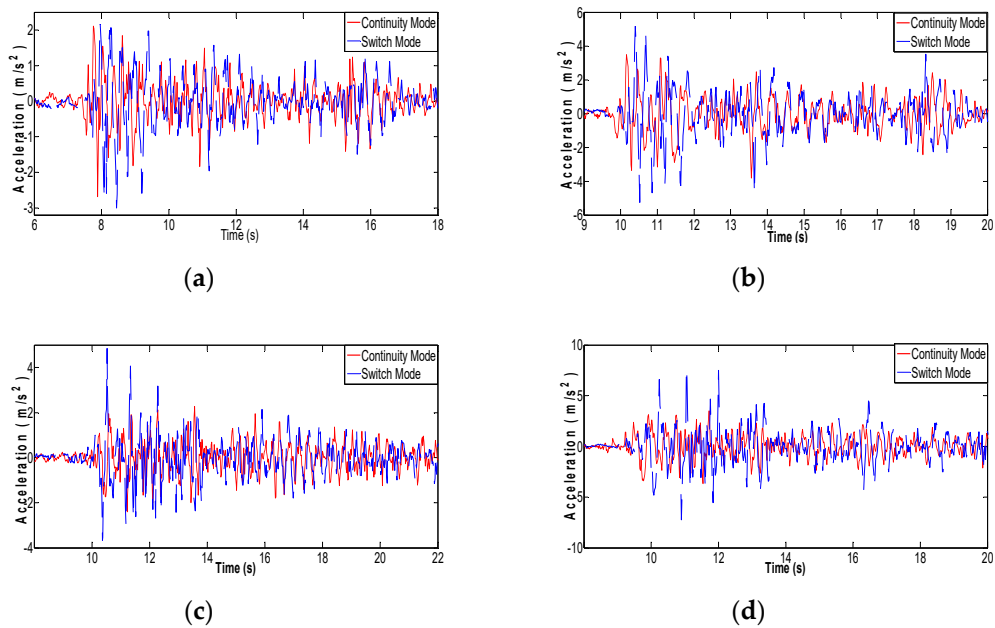 Continuity Mode
Switch Mode
Acceleration ( m/s² )
2
1
0
-1
-2
-3
6 8 10 12 14 16 18
Time (s)
(a)
Continuity Mode
Switch Mode
Acceleration ( m/s² )
6
4
2
0
-2
-4
-6
9 10 11 12 13 14 15 16 17 18 19 20
Time (s)
(b)
Continuity Mode
Switch Mode
Acceleration ( m/s² )
4
2
0
-2
-4
10 12 14 16 18 20 22
Time (s)
(c)
Continuity Mode
Switch Mode
Acceleration ( m/s² )
10
5
0
-5
-10
10 12 14 16 18 20
Time (s)
(d)